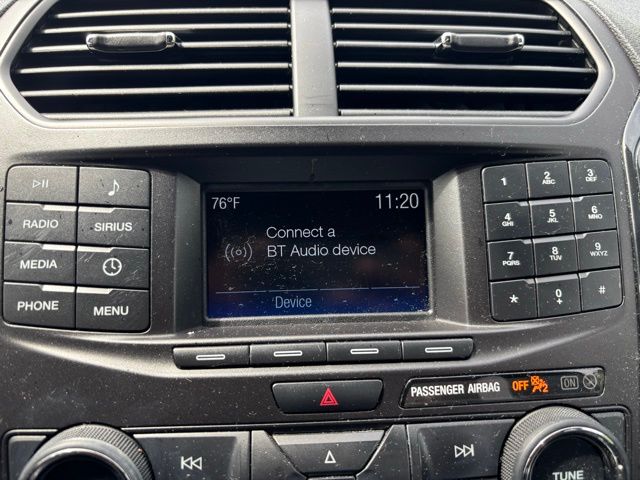 76°F 11:20
Connect a
BT Audio device
Device
RADIO SIRIUS
MEDIA
PHONE MENU
1 2 ABC 3 DEF
4 GHI 5 JKL 6 MNO
7 PQRS 8 TUV 9 WXYZ
* 0 + #
PASSENGER AIRBAG OFF 2 ON
TUNE